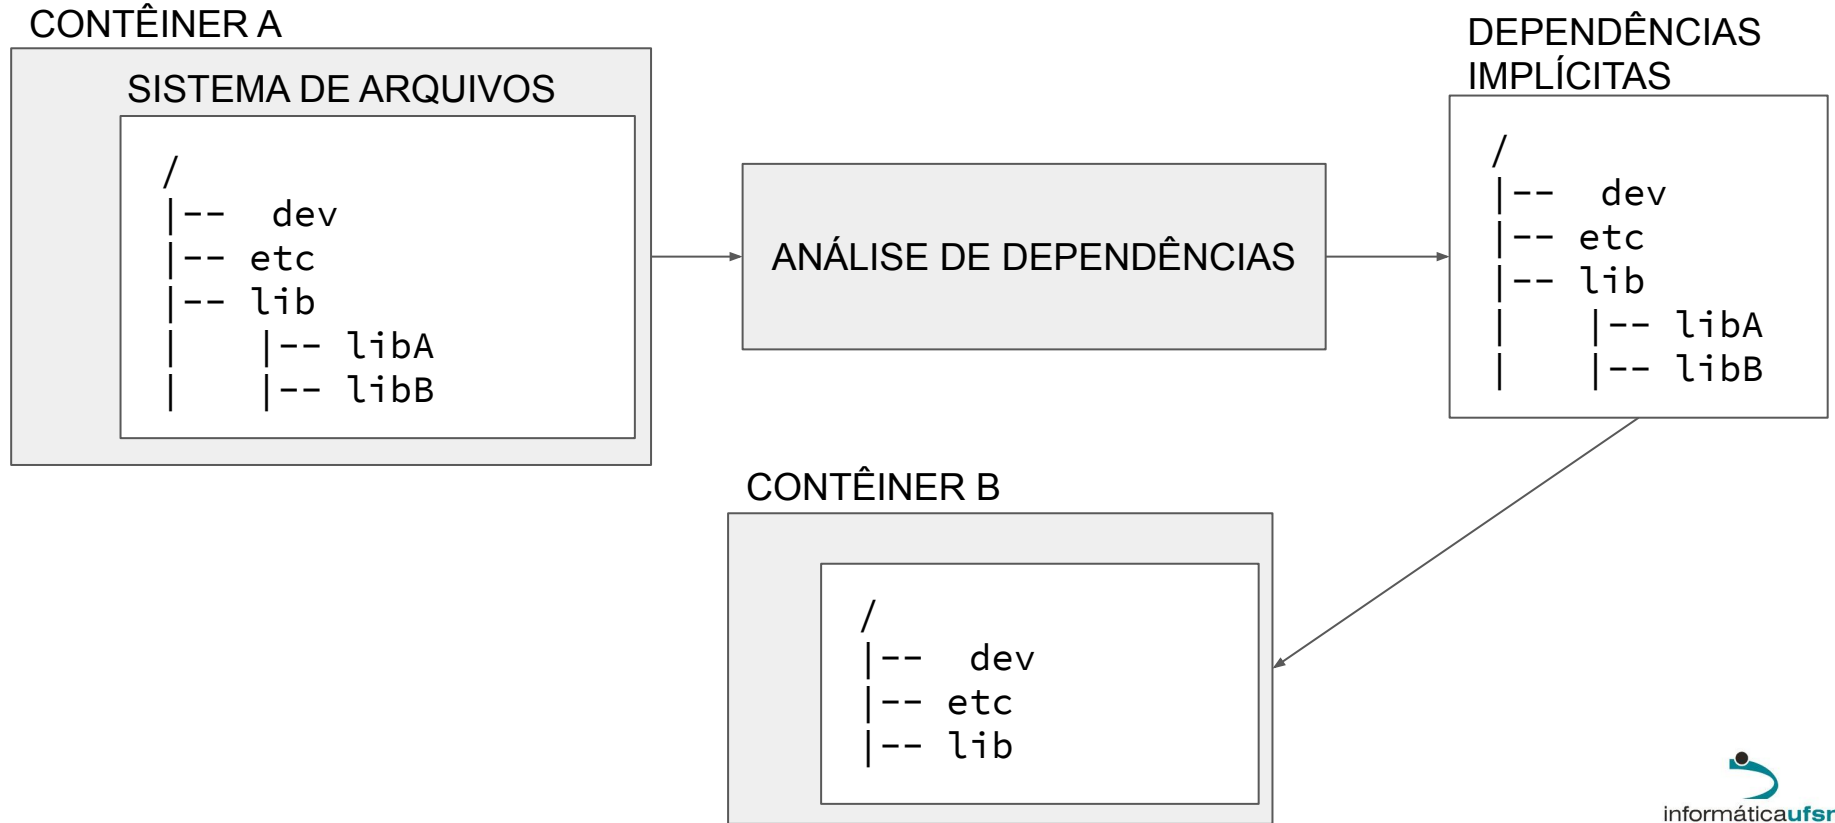 CONTÊINER A
SISTEMA DE ARQUIVOS
/
|-- dev
|-- etc
|-- lib
|    |-- libA
|    |-- libB
ANÁLISE DE DEPENDÊNCIAS
DEPENDÊNCIAS
IMPLÍCITAS
/
|-- dev
|-- etc
|-- lib
|    |-- libA
|    |-- libB
CONTÊINER B
/
|-- dev
|-- etc
|-- lib
informáticaufsm